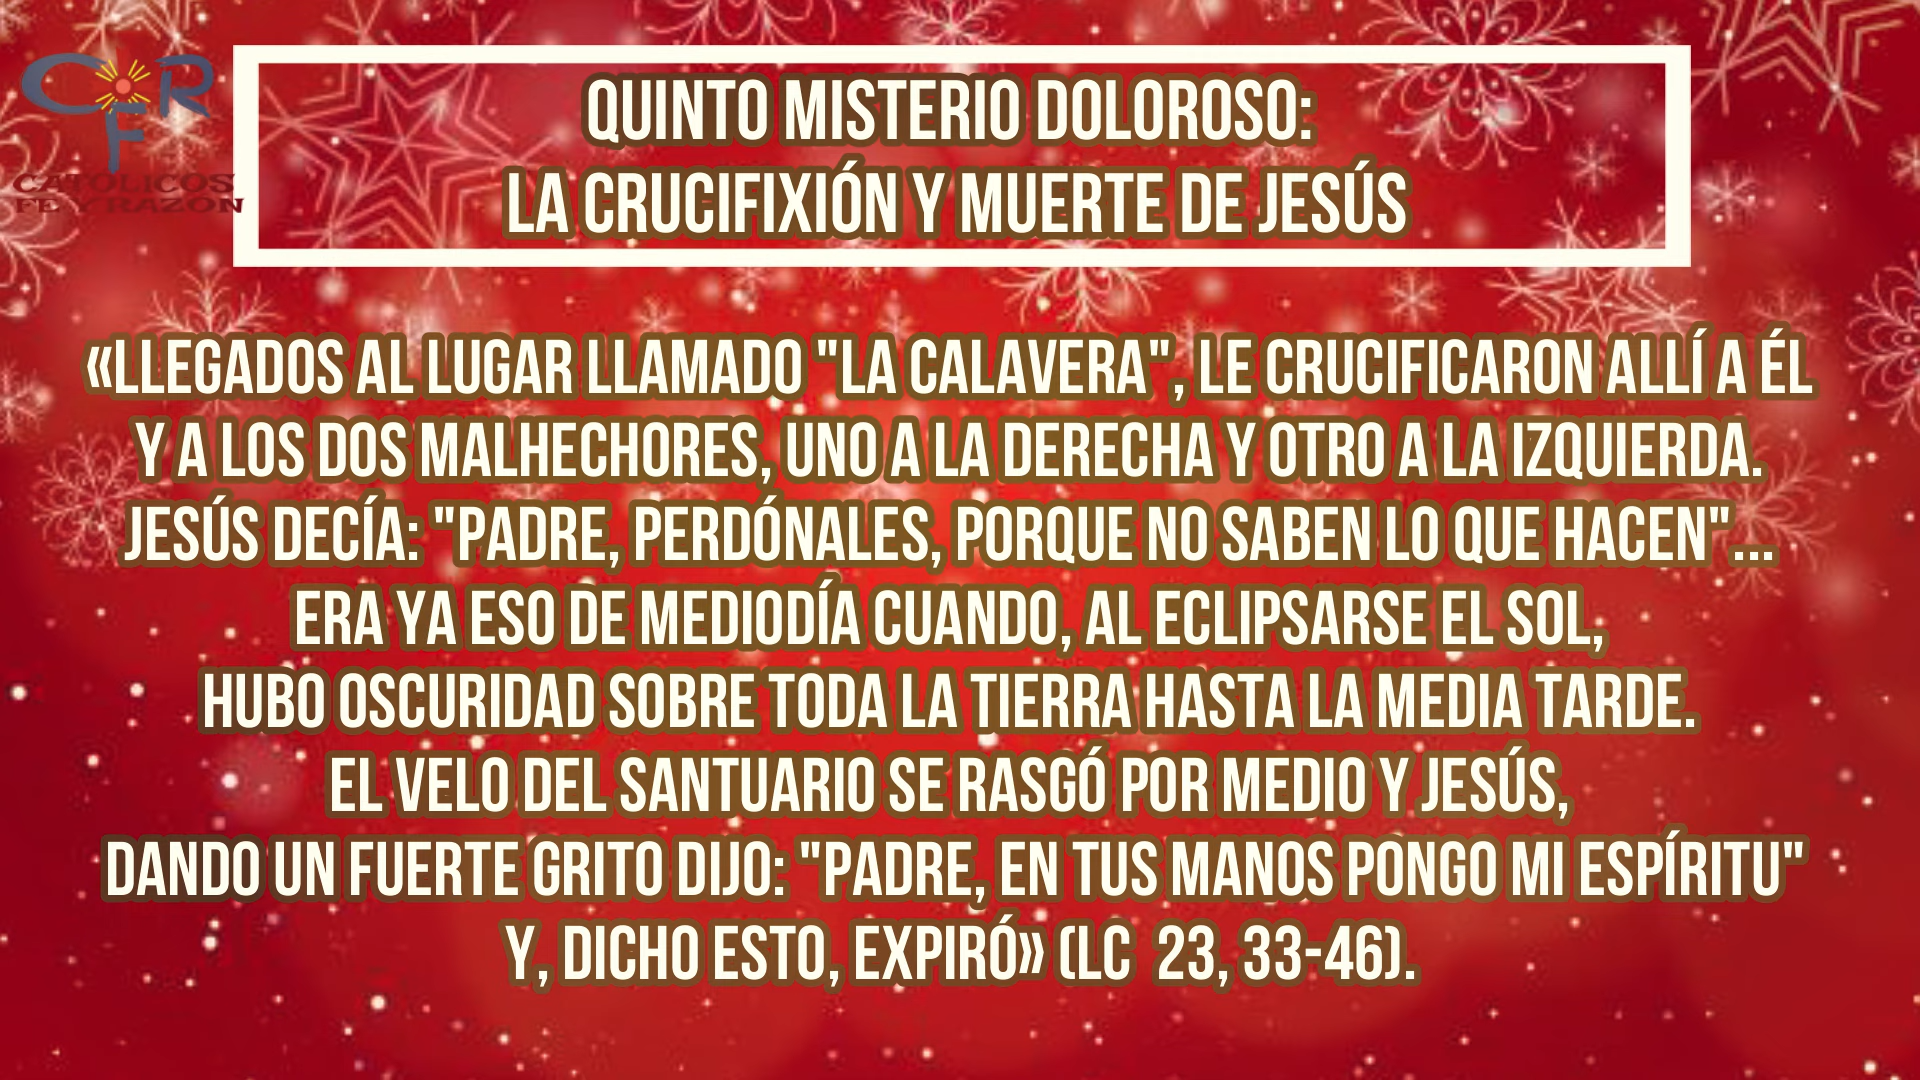 CFR
CATOLICOS
FE Y RAZÓN
QUINTO MISTERIO DOLOROSO:
LA CRUCIFIXIÓN Y MUERTE DE JESÚS
«LLEGADOS AL LUGAR LLAMADO "LA CALAVERA", LE CRUCIFICARON ALLÍ A ÉL
Y A LOS DOS MALHECHORES, UNO A LA DERECHA Y OTRO A LA IZQUIERDA.
JESÚS DECÍA: "PADRE, PERDÓNALES, PORQUE NO SABEN LO QUE HACEN"...
ERA YA ESO DE MEDIODÍA CUANDO, AL ECLIPSARSE EL SOL,
HUBO OSCURIDAD SOBRE TODA LA TIERRA HASTA LA MEDIA TARDE.
EL VELO DEL SANTUARIO SE RASGÓ POR MEDIO Y JESÚS,
DANDO UN FUERTE GRITO DIJO: "PADRE, EN TUS MANOS PONGO MI ESPÍRITU"
Y, DICHO ESTO, EXPIRÓ» (LC  23, 33-46).